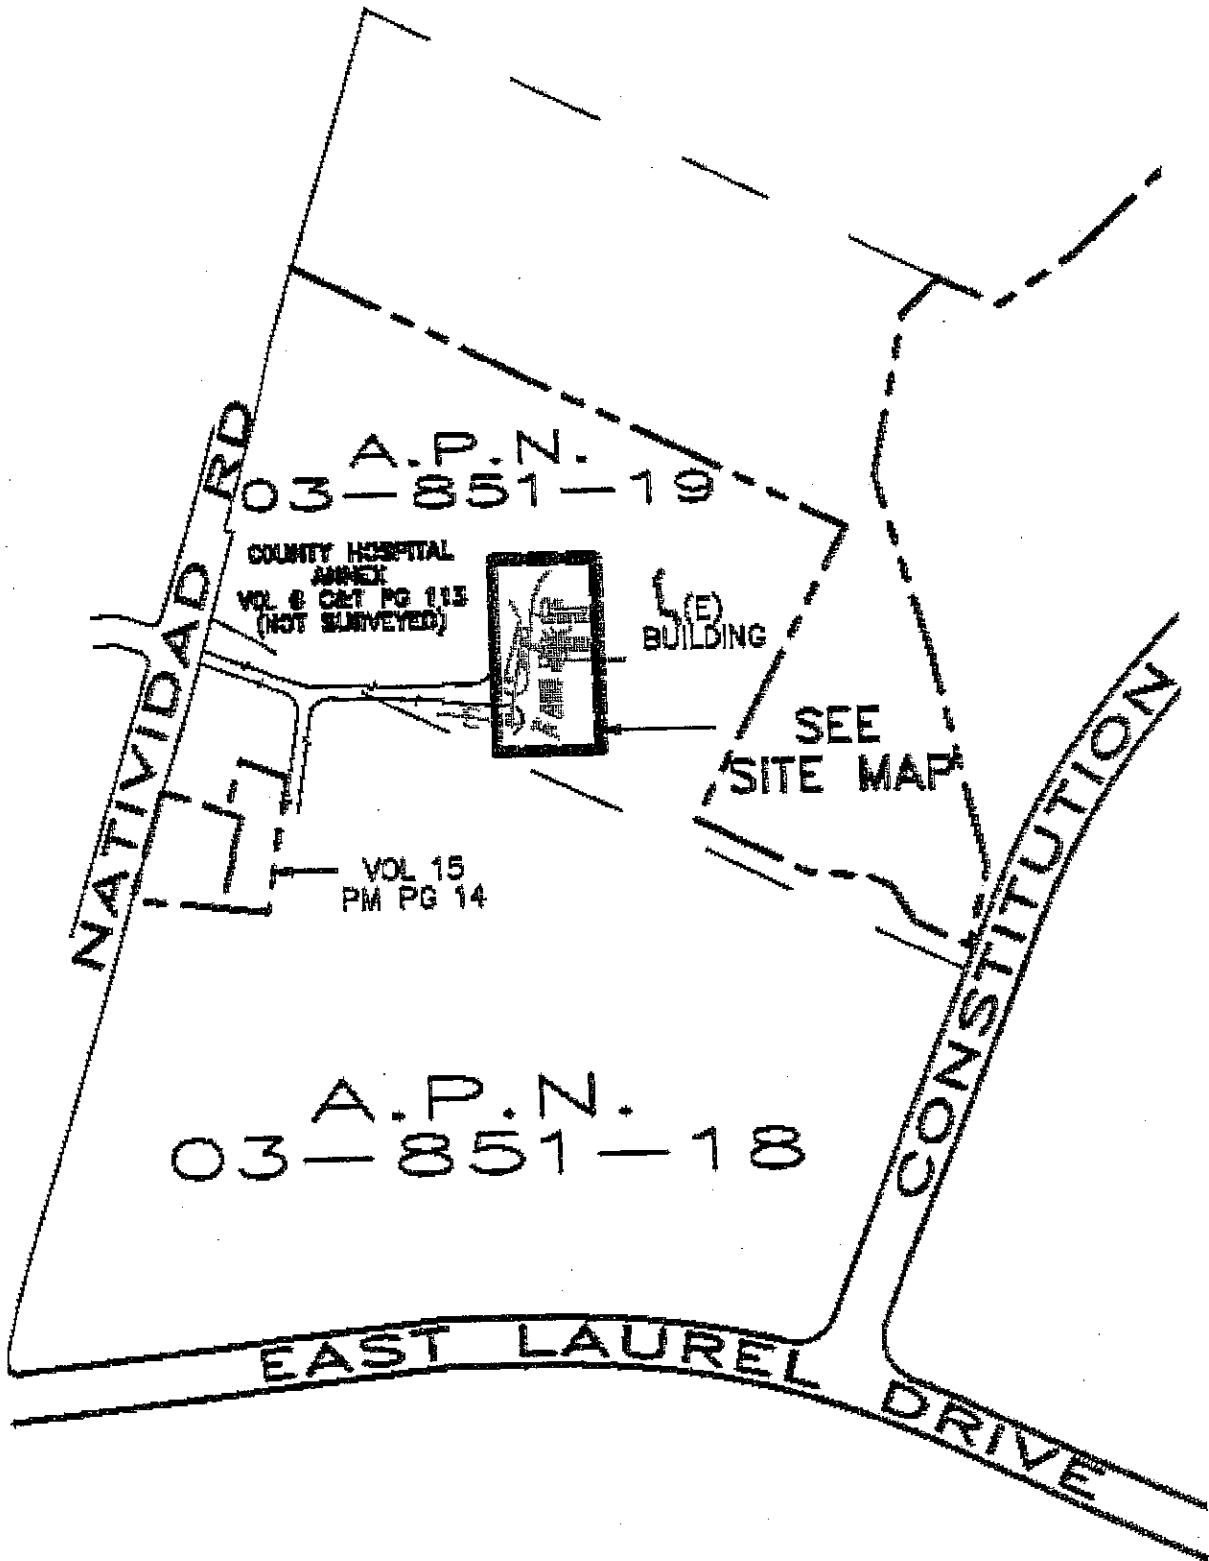 A.P.N.
03-851-19
NATIVIDAD RD
COUNTY HOSPITAL
ANNEX
VOL 6 C&T PG 113
(NOT SURVEYED)
(E)
BUILDING
SEE
SITE MAP
VOL 15
PM PG 14
CONSTITUTION
A.P.N.
03-851-18
EAST LAUREL DRIVE